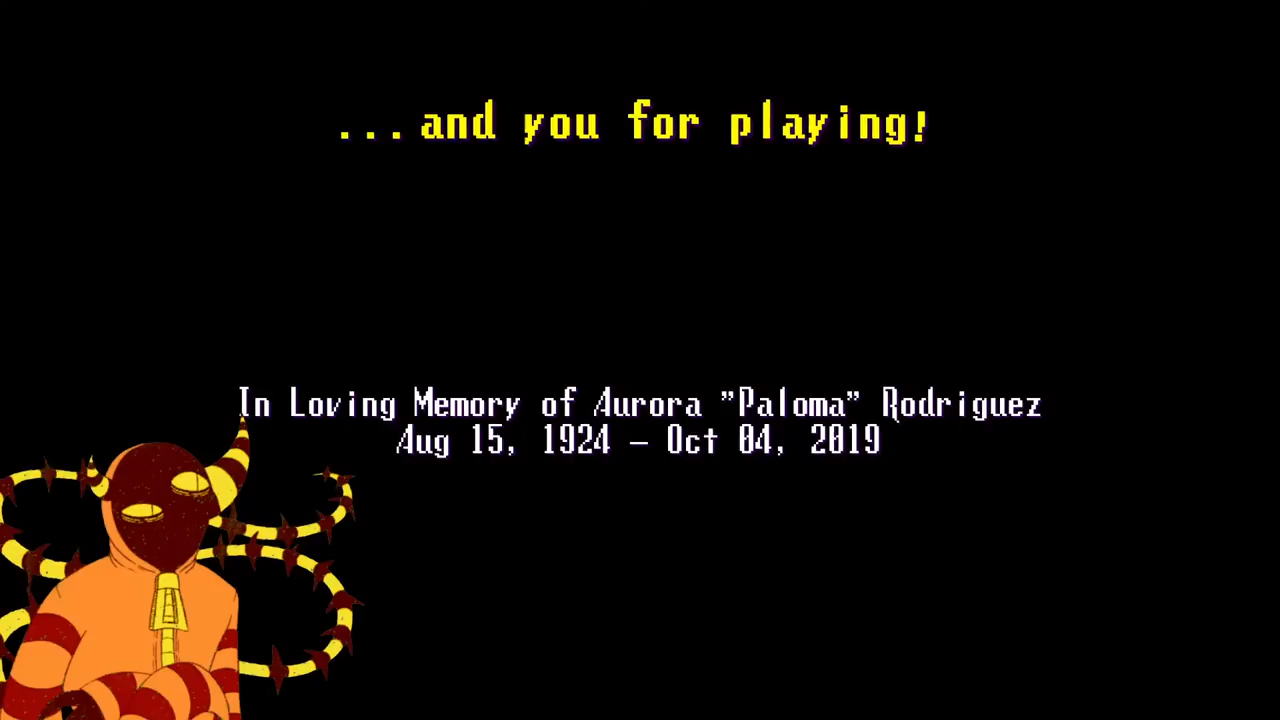 ...and you for playing!
In Loving Memory of Aurora "Paloma" Rodriguez
Aug 15, 1924 – Oct 04, 2019